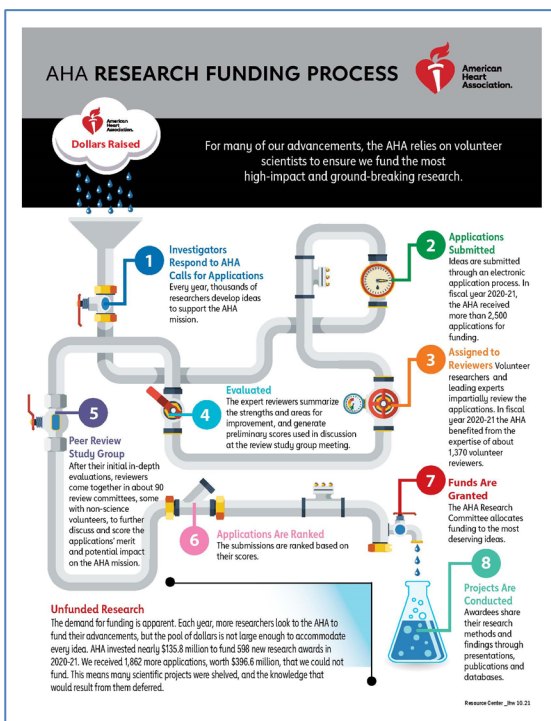 AHA RESEARCH FUNDING PROCESS
American
Heart
Association.
American
Heart
Association.
Dollars Raised
For many of our advancements, the AHA relies on volunteer
scientists to ensure we fund the most
high-impact and ground-breaking research.
1
Investigators
Respond to AHA
Calls for Applications
Every year, thousands of
researchers develop ideas
to support the AHA
mission.
2
Applications
Submitted
Ideas are submitted
through an electronic
application process. In
fiscal year 2020-21,
the AHA received
more than 2,500
applications for
funding.
3
Assigned to
Reviewers Volunteer
researchers and
leading experts
impartially review the
applications. In fiscal
year 2020-21 the AHA
benefited from the
expertise of about
1,370 volunteer
reviewers.
4
Evaluated
The expert reviewers summarize
the strengths and areas for
improvement, and generate
preliminary scores used in discussion
at the review study group meeting.
5
Peer Review
Study Group
After their initial in-depth
evaluations, reviewers
come together in about 90
review committees, some
with non-science
volunteers, to further
discuss and score the
applications' merit
and potential impact
on the AHA mission.
6
Applications Are Ranked
The submissions are ranked based on
their scores.
7
Funds Are
Granted
The AHA Research
Committee allocates
funding to the most
deserving ideas.
8
Projects Are
Conducted
Awardees share
their research
methods and
findings through
presentations,
publications and
databases.
Unfunded Research
The demand for funding is apparent. Each year, more researchers look to the AHA to
fund their advancements, but the pool of dollars is not large enough to accommodate
every idea. AHA invested nearly $135.8 million to fund 598 new research awards in
2020-21. We received 1,862 more applications, worth $396.6 million, that we could not
fund. This means many scientific projects were shelved, and the knowledge that
would result from them deferred.
Resource Center _lhw 10.21